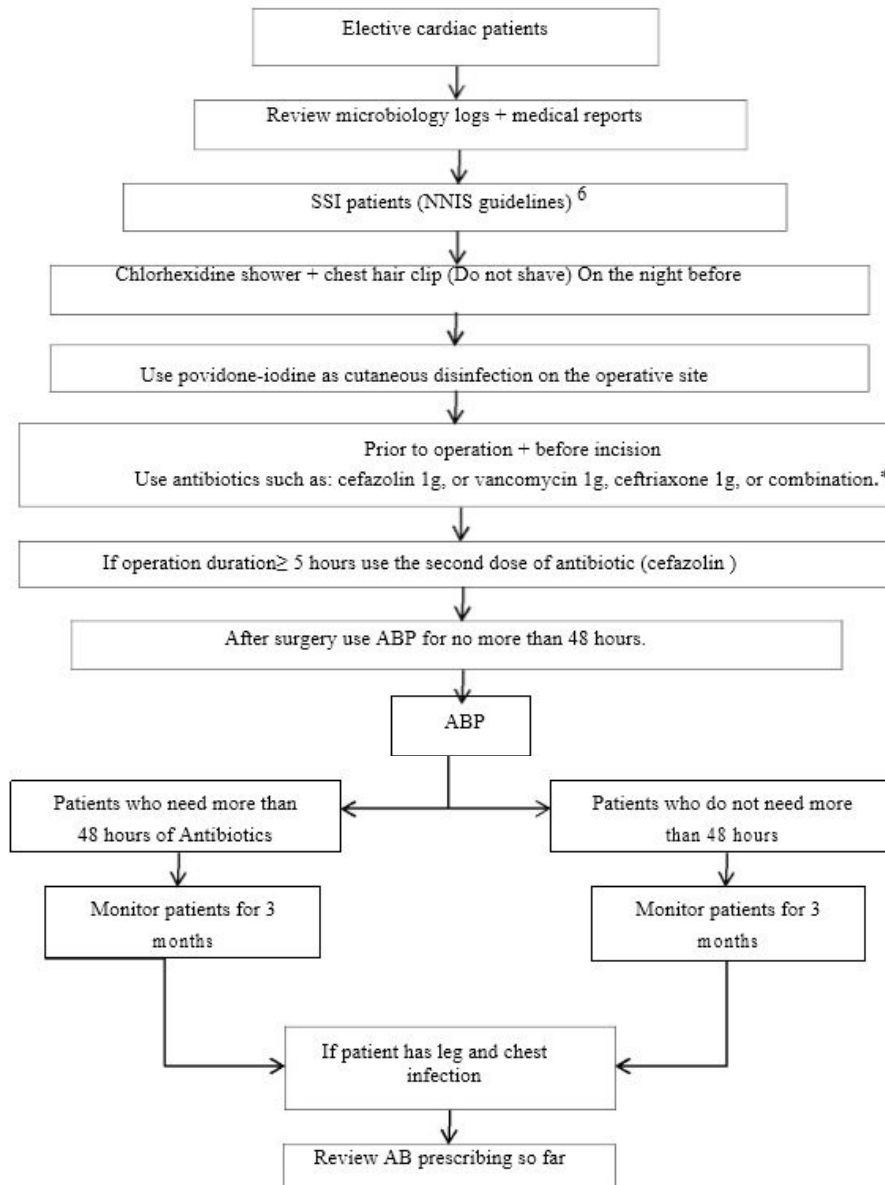 Elective cardiac patients
Review microbiology logs + medical reports
SSI patients (NNIS guidelines) 6
Chlorhexidine shower + chest hair clip (Do not shave) On the night before
Use povidone-iodine as cutaneous disinfection on the operative site
Prior to operation + before incision
Use antibiotics such as: cefazolin 1g, or vancomycin 1g, ceftriaxone 1g, or combination.*
If operation duration≥ 5 hours use the second dose of antibiotic (cefazolin )
After surgery use ABP for no more than 48 hours.
ABP
Patients who need more than
48 hours of Antibiotics
Patients who do not need more
than 48 hours
Monitor patients for 3
months
Monitor patients for 3
months
If patient has leg and chest
infection
Review AB prescribing so far